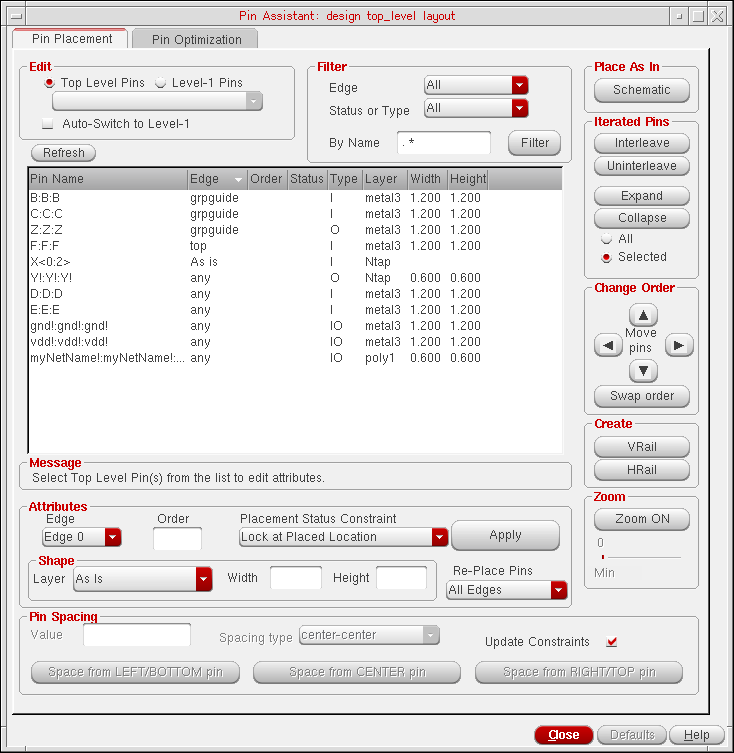 Pin Assistant: design top_level layout
Pin Placement
Pin Optimization
Edit
Top Level Pins
Level-1 Pins
Auto-Switch to Level-1
Refresh
Filter
Edge
All
Status or Type
All
By Name
.*
Filter
Place As In
Schematic
Iterated Pins
Interleave
Uninterleave
Expand
Collapse
All
Selected
Pin Name Edge Order Status Type Layer Width Height
B:B:B grpguide I metal3 1.200 1.200
C:C:C grpguide I metal3 1.200 1.200
Z:Z:Z grpguide O metal3 1.200 1.200
F:F:F top I metal3 1.200 1.200
X<0:2> As is I Ntap
Y!:Y!:Y! any O Ntap 0.600 0.600
D:D:D any I metal3 1.200 1.200
E:E:E any I metal3 1.200 1.200
gnd!:gnd!:gnd! any IO metal3 1.200 1.200
vdd!:vdd!:vdd! any IO metal3 1.200 1.200
myNetName!:myNetName!:... any IO poly1 0.600 0.600
Change Order
Move
pins
Swap order
Create
VRail
HRail
Message
Select Top Level Pin(s) from the list to edit attributes.
Zoom
Zoom ON
0
Min
Attributes
Edge
Edge 0
Order
Placement Status Constraint
Lock at Placed Location
Apply
Shape
Layer
As Is
Width
Height
Re-Place Pins
All Edges
Pin Spacing
Value
Spacing type
center-center
Update Constraints
Space from LEFT/BOTTOM pin
Space from CENTER pin
Space from RIGHT/TOP pin
Close
Defaults
Help